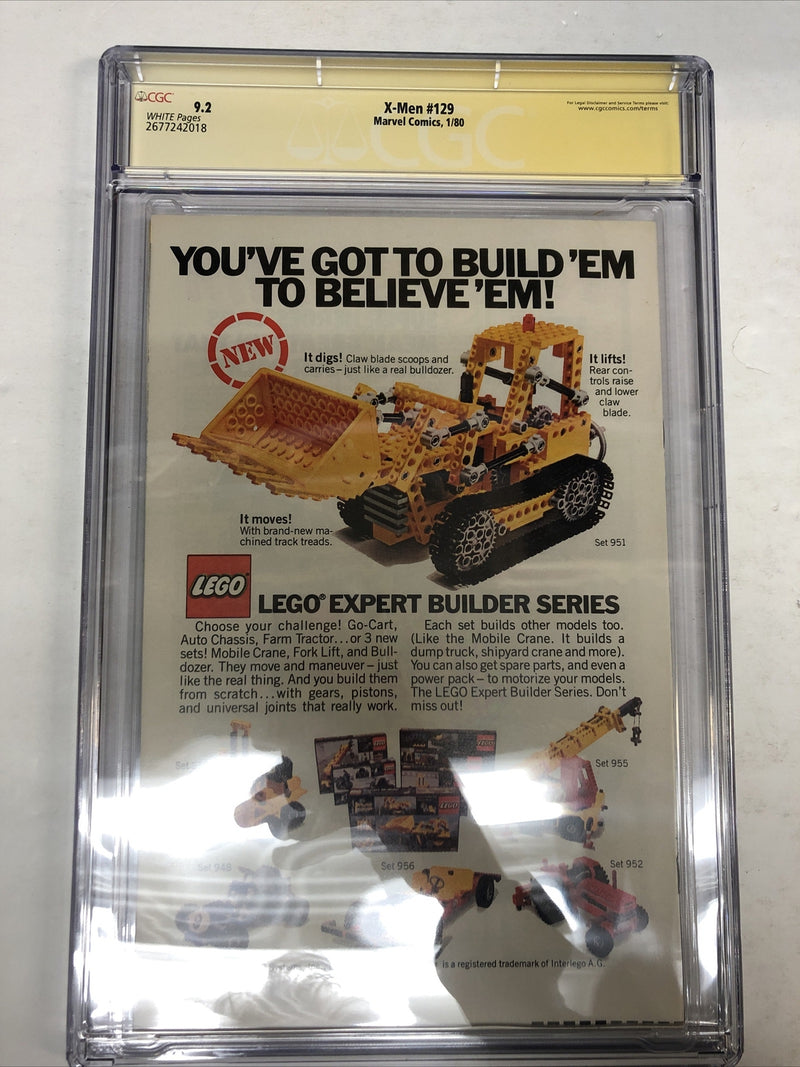 CGC
9.2
WHITE Pages
2677242018
X-Men #129
Marvel Comics, 1/80
For Legal Disclaimer and Service Terms please visit:
www.cgccomics.com/terms
CGC
YOU'VE GOT TO BUILD 'EM
TO BELIEVE 'EM!
NEW
It digs! Claw blade scoops and
carries – just like a real bulldozer.
It lifts!
Rear con-
trols raise
and lower
claw
blade.
It moves!
With brand-new ma-
chined track treads.
Set 951
LEGO
LEGO® EXPERT BUILDER SERIES
Choose your challenge! Go-Cart,
Auto Chassis, Farm Tractor...or 3 new
sets! Mobile Crane, Fork Lift, and Bull-
dozer. They move and maneuver – just
like the real thing. And you build them
from scratch...with gears, pistons,
and universal joints that really work.
Each set builds other models too.
(Like the Mobile Crane. It builds a
dump truck, shipyard crane and more).
You can also get spare parts, and even a
power pack – to motorize your models.
The LEGO Expert Builder Series. Don't
miss out!
Set
Set 955
LEGO
Set 948
Set 956
Set 952
is a registered trademark of Interlego A.G.